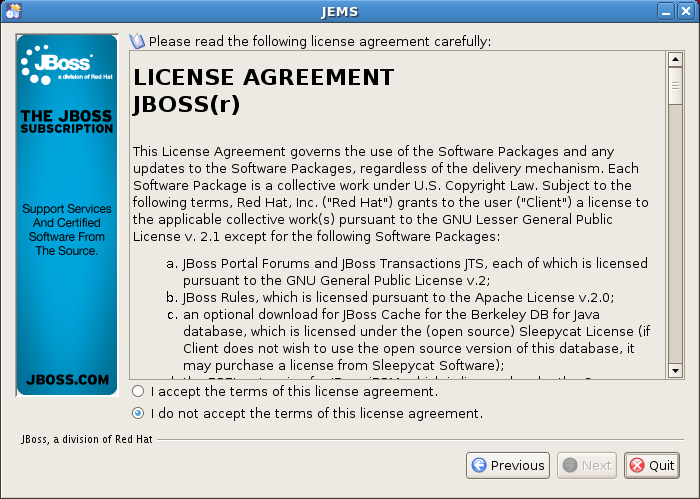 JEMS
JBoss
a division of Red Hat
THE JBOSS
SUBSCRIPTION
Support Services
And Certified
Software From
The Source.
JBOSS.COM
Please read the following license agreement carefully:
LICENSE AGREEMENT
JBOSS(r)
This License Agreement governs the use of the Software Packages and any
updates to the Software Packages, regardless of the delivery mechanism. Each
Software Package is a collective work under U.S. Copyright Law. Subject to the
following terms, Red Hat, Inc. ("Red Hat") grants to the user ("Client") a license to
the applicable collective work(s) pursuant to the GNU Lesser General Public
License v. 2.1 except for the following Software Packages:
a. JBoss Portal Forums and JBoss Transactions JTS, each of which is licensed
pursuant to the GNU General Public License v.2;
b. JBoss Rules, which is licensed pursuant to the Apache License v.2.0;
c. an optional download for JBoss Cache for the Berkeley DB for Java
database, which is licensed under the (open source) Sleepycat License (if
Client does not wish to use the open source version of this database, it
may purchase a license from Sleepycat Software);
I accept the terms of this license agreement.
I do not accept the terms of this license agreement.
JBoss, a division of Red Hat
Previous
Next
Quit